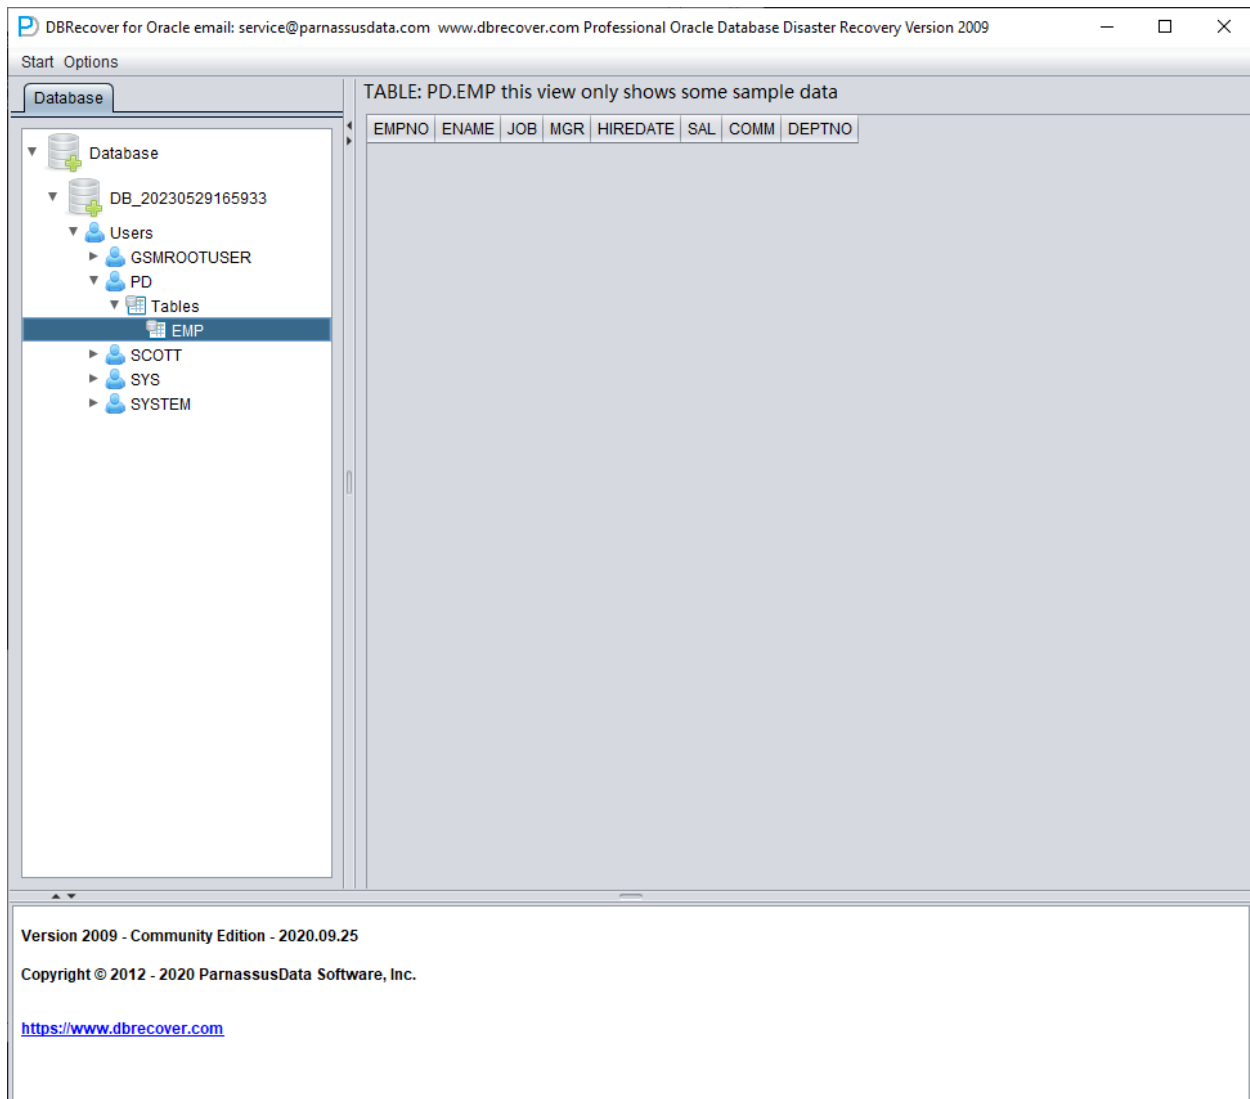 DBRecover for Oracle email: service@parnassusdata.com  www.dbrecover.com Professional Oracle Database Disaster Recovery Version 2009
Start Options
Database
TABLE: PD.EMP this view only shows some sample data
EMPNO ENAME JOB MGR HIREDATE SAL COMM DEPTNO
Database
DB_20230529165933
Users
GSMROOTUSER
PD
Tables
EMP
SCOTT
SYS
SYSTEM
Version 2009 - Community Edition - 2020.09.25
Copyright © 2012 - 2020 ParnassusData Software, Inc.
https://www.dbrecover.com